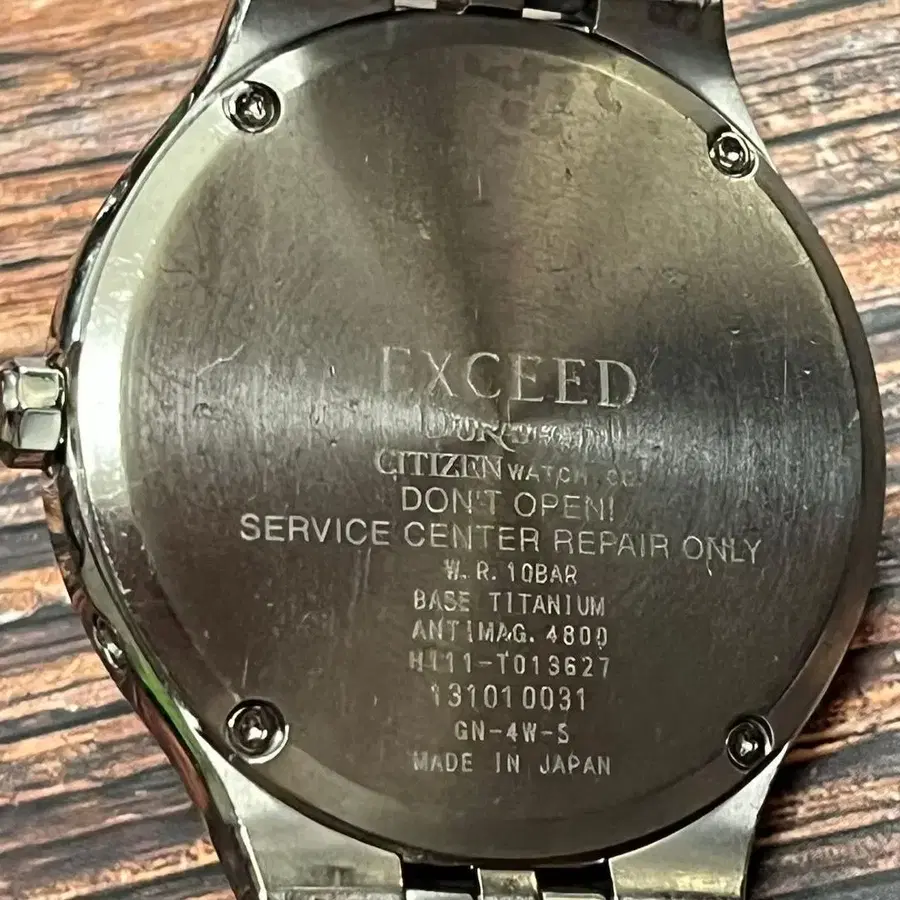 EXCEED
CITIZEN WATCH CO.
DON'T OPEN!
SERVICE CENTER REPAIR ONLY
W.R.10BAR
BASE TITANIUM
ANTIMAG.4800
H111-T013627
131010031
GN-4W-S
MADE IN JAPAN